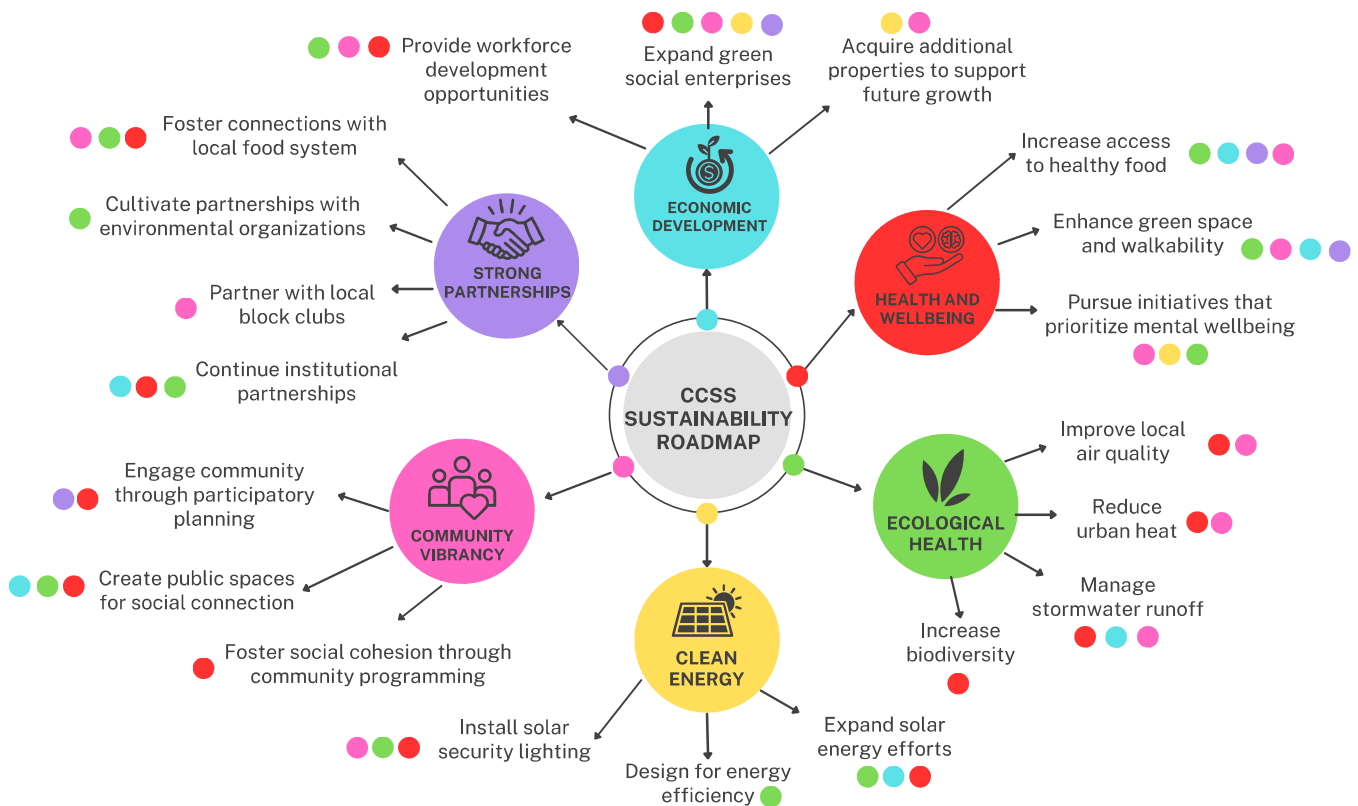 CCSS
SUSTAINABILITY
ROADMAP
ECONOMIC
DEVELOPMENT
Provide workforce
development
opportunities
Expand green
social enterprises
Acquire additional
properties to support
future growth
HEALTH AND
WELLBEING
Increase access
to healthy food
Enhance green space
and walkability
Pursue initiatives that
prioritize mental wellbeing
ECOLOGICAL
HEALTH
Improve local
air quality
Reduce
urban heat
Manage
stormwater runoff
Increase
biodiversity
CLEAN
ENERGY
Expand solar
energy efforts
Design for energy
efficiency
Install solar
security lighting
COMMUNITY
VIBRANCY
Engage community
through participatory
planning
Create public spaces
for social connection
Foster social cohesion through
community programming
STRONG
PARTNERSHIPS
Foster connections with
local food system
Cultivate partnerships with
environmental organizations
Partner with local
block clubs
Continue institutional
partnerships